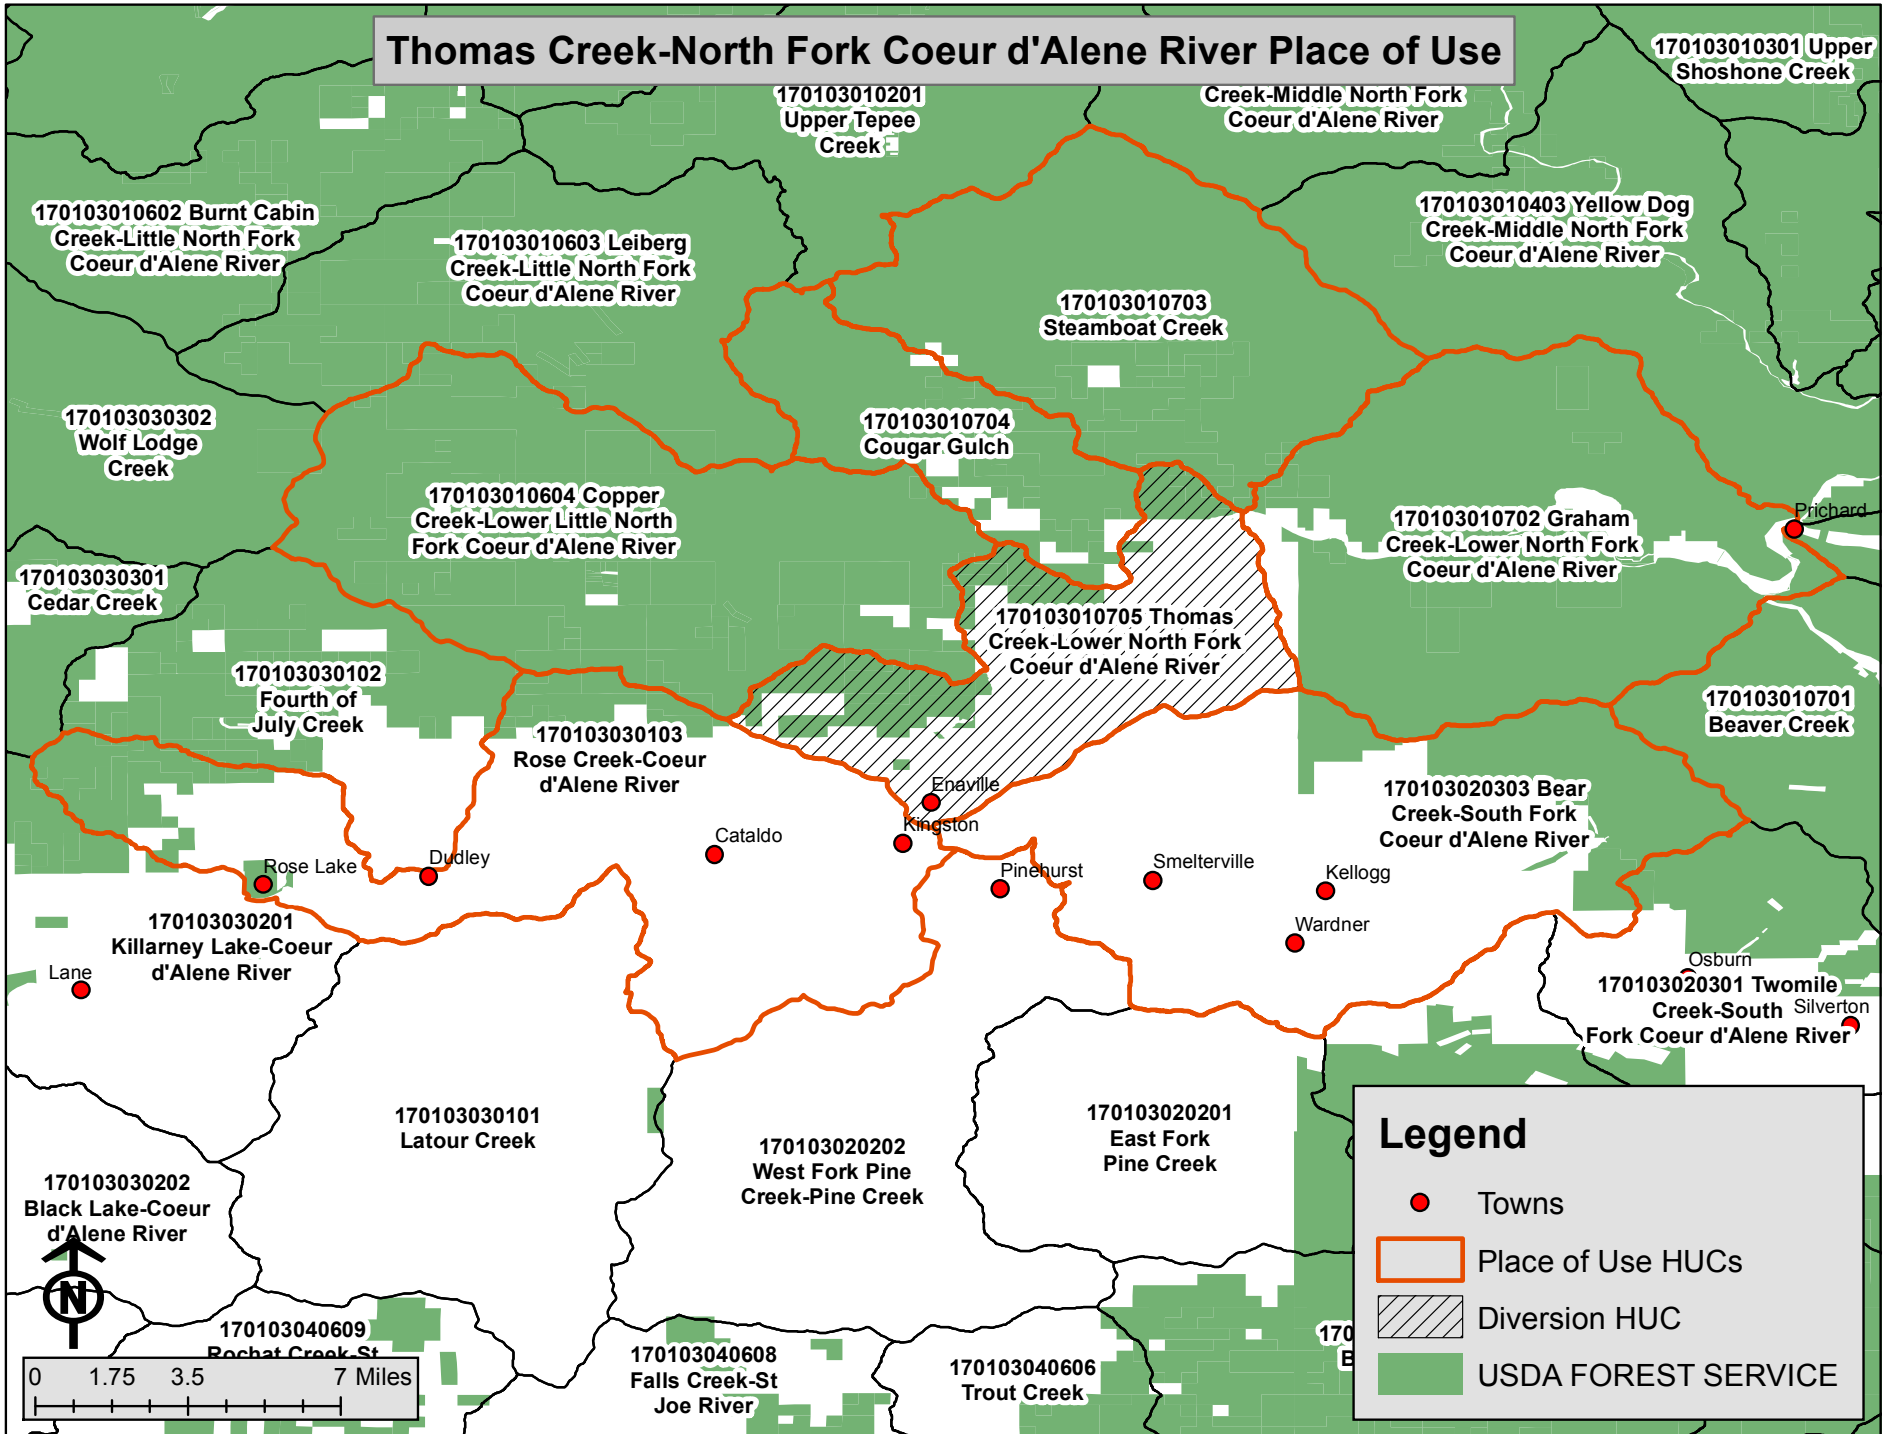 Thomas Creek-North Fork Coeur d'Alene River Place of Use
170103010301 Upper
Shoshone Creek
170103010201
Upper Tepee
Creek
Creek-Middle North Fork
Coeur d'Alene River
170103010602 Burnt Cabin
Creek-Little North Fork
Coeur d'Alene River
170103010603 Leiberg
Creek-Little North Fork
Coeur d'Alene River
170103010403 Yellow Dog
Creek-Middle North Fork
Coeur d'Alene River
170103010703
Steamboat Creek
170103030302
Wolf Lodge
Creek
170103010704
Cougar Gulch
170103010604 Copper
Creek-Lower Little North
Fork Coeur d'Alene River
170103010702 Graham
Creek-Lower North Fork
Coeur d'Alene River
Prichard
170103030301
Cedar Creek
170103010705 Thomas
Creek-Lower North Fork
Coeur d'Alene River
170103030102
Fourth of
July Creek
170103010701
Beaver Creek
170103030103
Rose Creek-Coeur
d'Alene River
170103020303 Bear
Creek-South Fork
Coeur d'Alene River
Enaville
Kingston
Cataldo
Dudley
Rose Lake
Pinehurst
Smelterville
Kellogg
Wardner
170103030201
Killarney Lake-Coeur
d'Alene River
Lane
Osburn
170103020301 Twomile
Creek-South
Fork Coeur d'Alene River
Silverton
170103030101
Latour Creek
170103020202
West Fork Pine
Creek-Pine Creek
170103020201
East Fork
Pine Creek
170103030202
Black Lake-Coeur
d'Alene River
N
170103040609
Rochat Creek-St
170103040608
Falls Creek-St
Joe River
170103040606
Trout Creek
170
B
0 1.75 3.5 7 Miles
Legend
Towns
Place of Use HUCs
Diversion HUC
USDA FOREST SERVICE